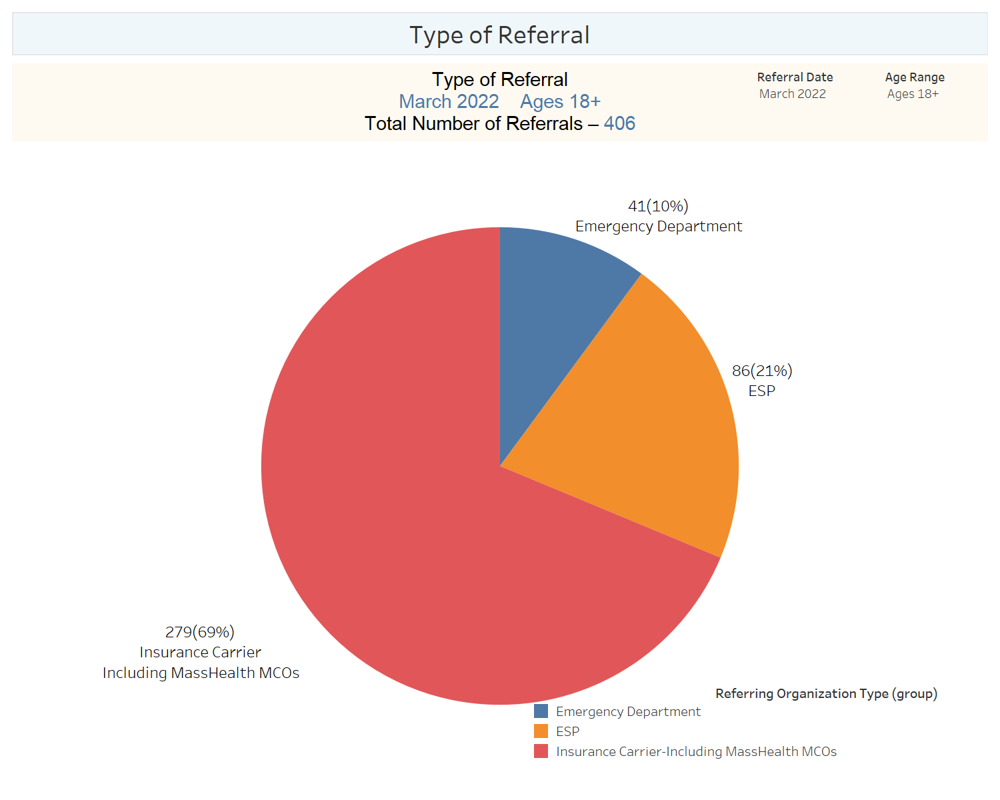 Type of Referral
Type of Referral
March 2022 Ages 18+
Total Number of Referrals – 406
Referral Date
March 2022
Age Range
Ages 18+
41(10%)
Emergency Department
86(21%)
ESP
279(69%)
Insurance Carrier
Including MassHealth MCOs
Referring Organization Type (group)
Emergency Department
ESP
Insurance Carrier-Including MassHealth MCOs